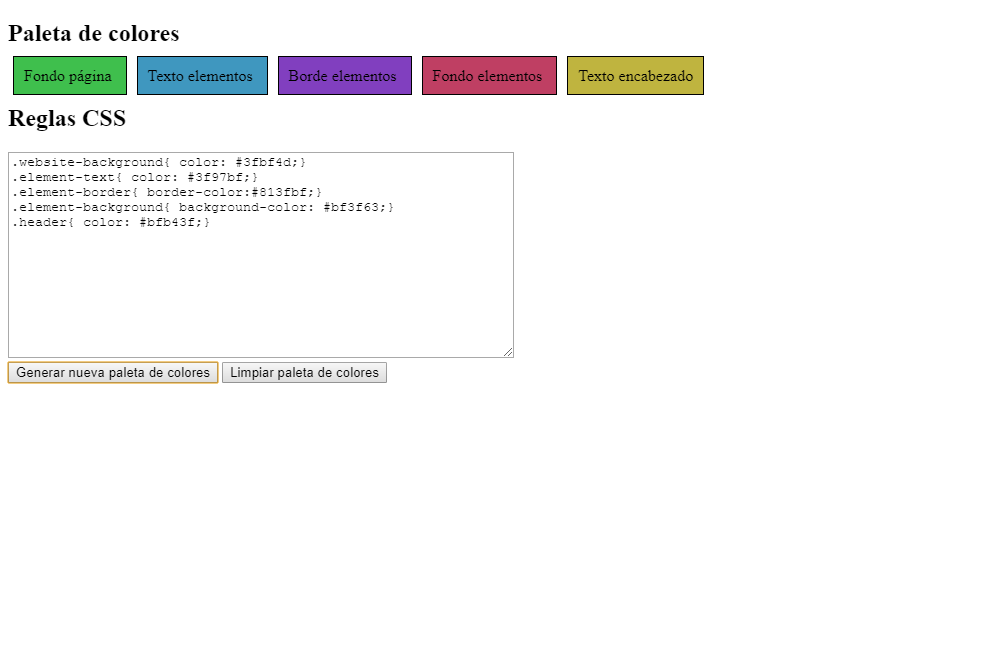 Paleta de colores
Fondo página Texto elementos Borde elementos Fondo elementos Texto encabezado
Reglas CSS
.website-background{ color: #3fbf4d;}
.element-text{ color: #3f97bf;}
.element-border{ border-color:#813fbf;}
.element-background{ background-color: #bf3f63;}
.header{ color: #bfb43f;}
Generar nueva paleta de colores Limpiar paleta de colores